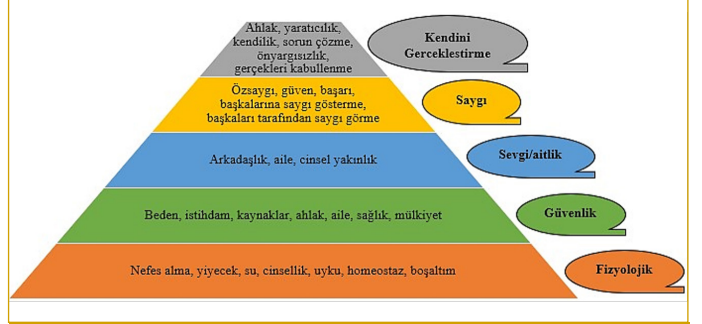 Ahlak, yaratıcılık,
kendilik, sorun çözme,
önyargısızlık,
gerçekleri kabullenme
Kendini
Gerceklestirme
Özsaygı, güven, başarı,
başkalarına saygı gösterme,
başkaları tarafından saygı görme
Saygı
Arkadaşlık, aile, cinsel yakınlık
Sevgi/aitlik
Beden, istihdam, kaynaklar, ahlak, aile, sağlık, mülkiyet
Güvenlik
Nefes alma, yiyecek, su, cinsellik, uyku, homeostaz, boşaltım
Fizyolojik